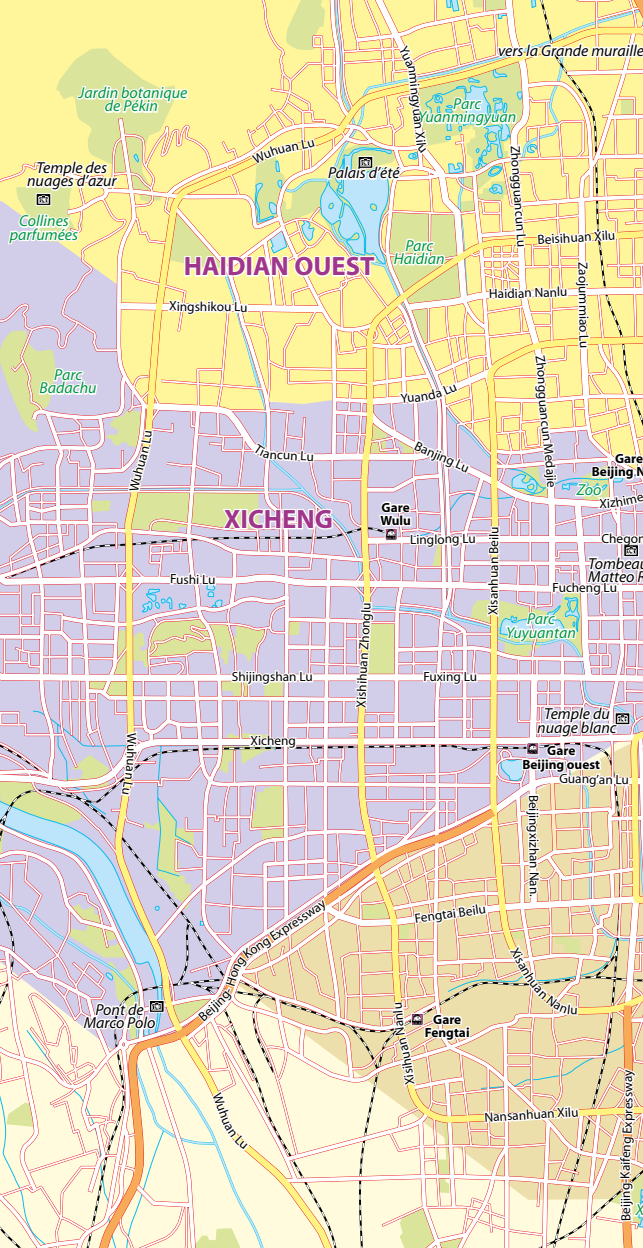 vers la Grande muraille
Yuanmingyuan Xilu
Jardin botanique
de Pékin
Parc
Yuanmingyuan
Wuhuan Lu
Zhongguancun Lu
Temple des
nuages d'azur
Palais d'été
Collines
parfumées
Beisihuan Xilu
Parc
Haidian
HAIDIAN OUEST
Zaojummiao Lu
Haidian Nanlu
Xingshikou Lu
Parc
Badachu
Zhongguancun Medajie
Yuanda Lu
Wuhuan Lu
Tiancun Lu
Banjing Lu
Gare
Beijing N
Zoo
Xizhime
XICHENG
Gare
Wulu
Linglong Lu
Xisanhuan Beilu
Chegon
Tombeau
Matteo R
Fushi Lu
Fucheng Lu
Xishihuan Zhonglu
Parc
Yuyuantan
Shijingshan Lu
Fuxing Lu
Temple du
nuage blanc
Wuhuan Lu
Xicheng
Gare
Beijing ouest
Guang'an Lu
Beijingxizhan Nan.
Fengtai Beilu
Beijing- Hong Kong Expressway
Xisanhuan Nanlu
Pont de
Marco Polo
Gare
Fengtai
Xisihuan Nanlu
Wuhuan Lu
Nansanhuan Xilu
Beijing-Kaifeng Expressway